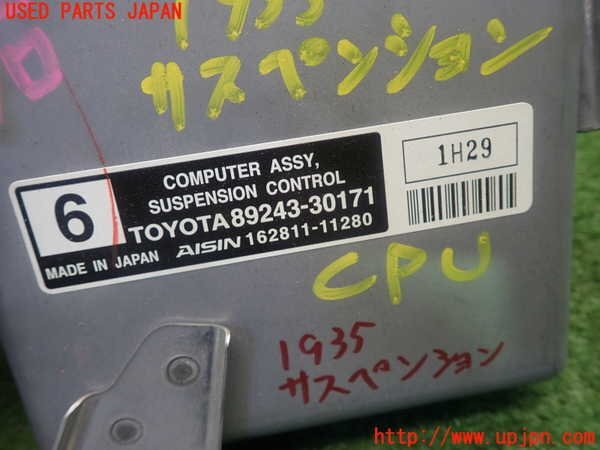 USED PARTS JAPAN
1935
サスペンション
ロ
6
COMPUTER ASSY,
SUSPENSION CONTROL
TOYOTA 89243-30171
MADE IN JAPAN AISIN 162811-11280
1H29
CPU
1935
サスペンション
http://www.upjpn.com